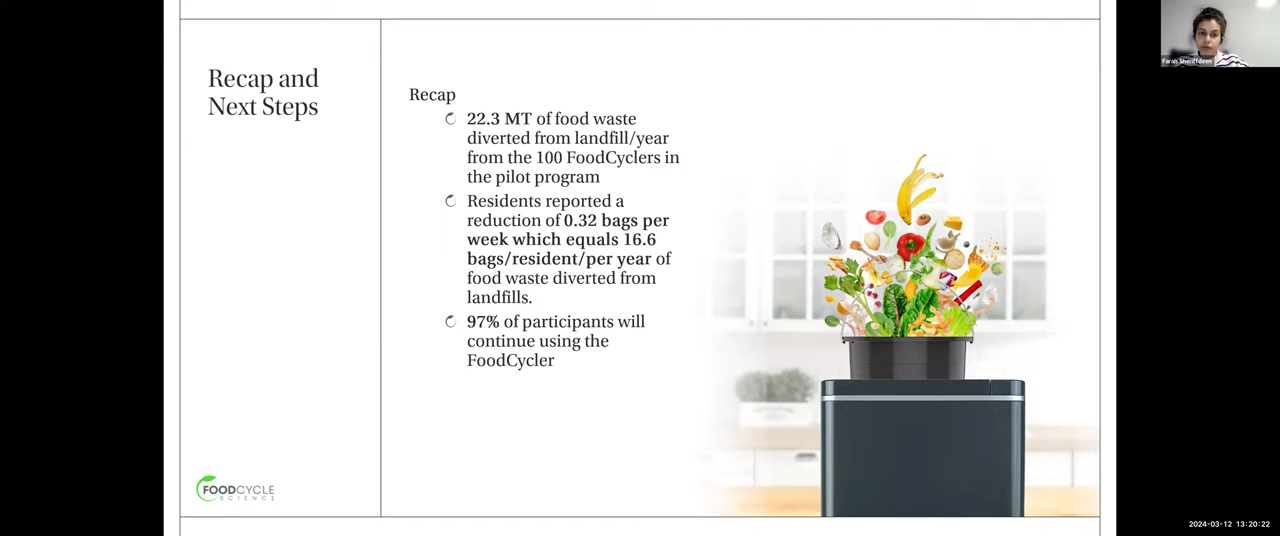 Recap and
Next Steps
Recap
22.3 MT of food waste
diverted from landfill/year
from the 100 FoodCyclers in
the pilot program
Residents reported a
reduction of 0.32 bags per
week which equals 16.6
bags/resident/per year of
food waste diverted from
landfills.
97% of participants will
continue using the
FoodCycler
FOODCYCLE
SCIENCE
Farah Sheriffdeen
2024-03-12 13:20:22